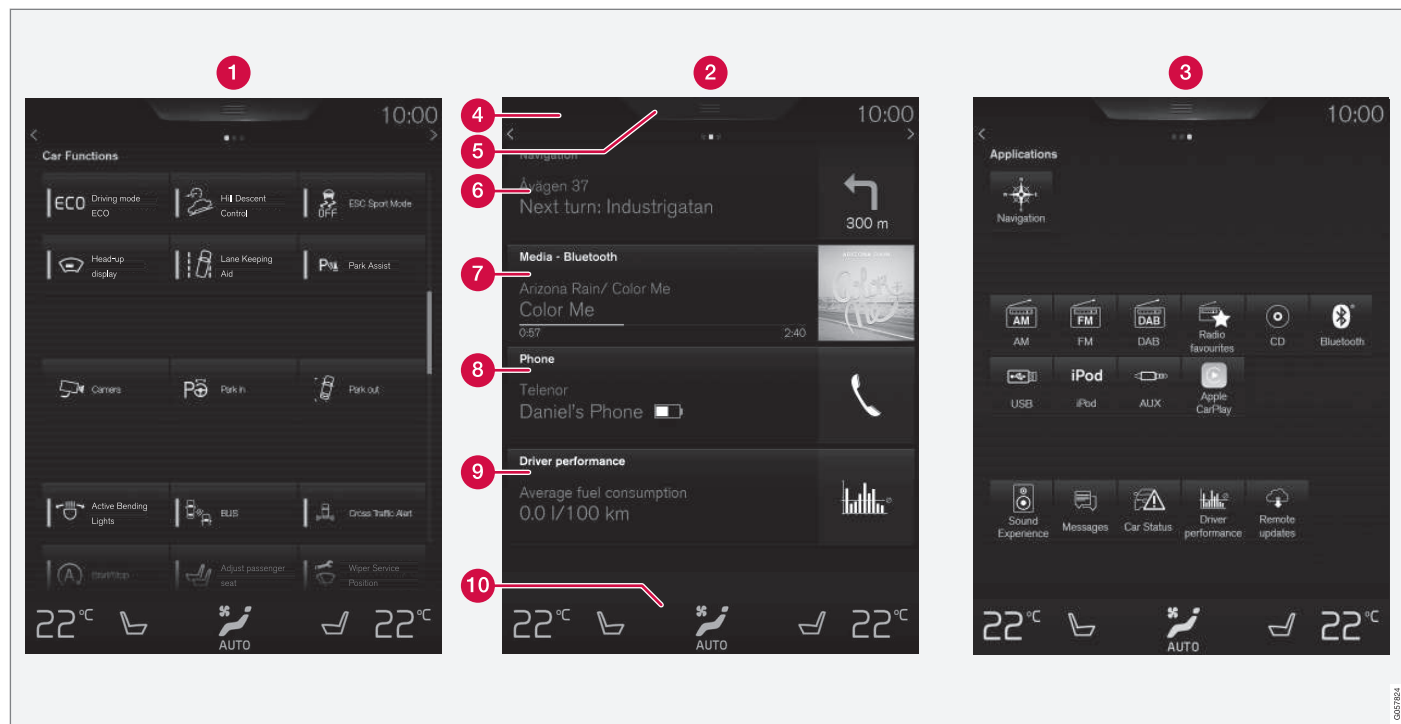 1
10:00
Car Functions
ECO Driving mode
ECO
Hill Descent
Control
OFF
ESC Sport Mode
Head-up
display
Lane Keeping
Aid
Park Assist
Camera
Park in
Park out
Active Bending
Lights
BLIS
Cross Traffic Alert
Start/Stop
Adjust passenger
seat
Wiper Service
Position
22°C
AUTO
22°C
2
4
10:00
5
Navigation
6
Åvägen 37
Next turn: Industrigatan
300 m
Media - Bluetooth
7
Arizona Rain/ Color Me
Color Me
0:57
2:40
Color
Me
Phone
8
Telenor
Daniel's Phone
Driver performance
9
Average fuel consumption
0.0 l/100 km
10
22°C
AUTO
22°C
3
10:00
Applications
Navigation
AM
AM
FM
FM
DAB
DAB
Radio
favourites
CD
Bluetooth
USB
iPod
iPod
AUX
Apple
CarPlay
Sound
Experience
Messages
Car Status
Driver
performance
Remote
updates
22°C
AUTO
22°C
G057824